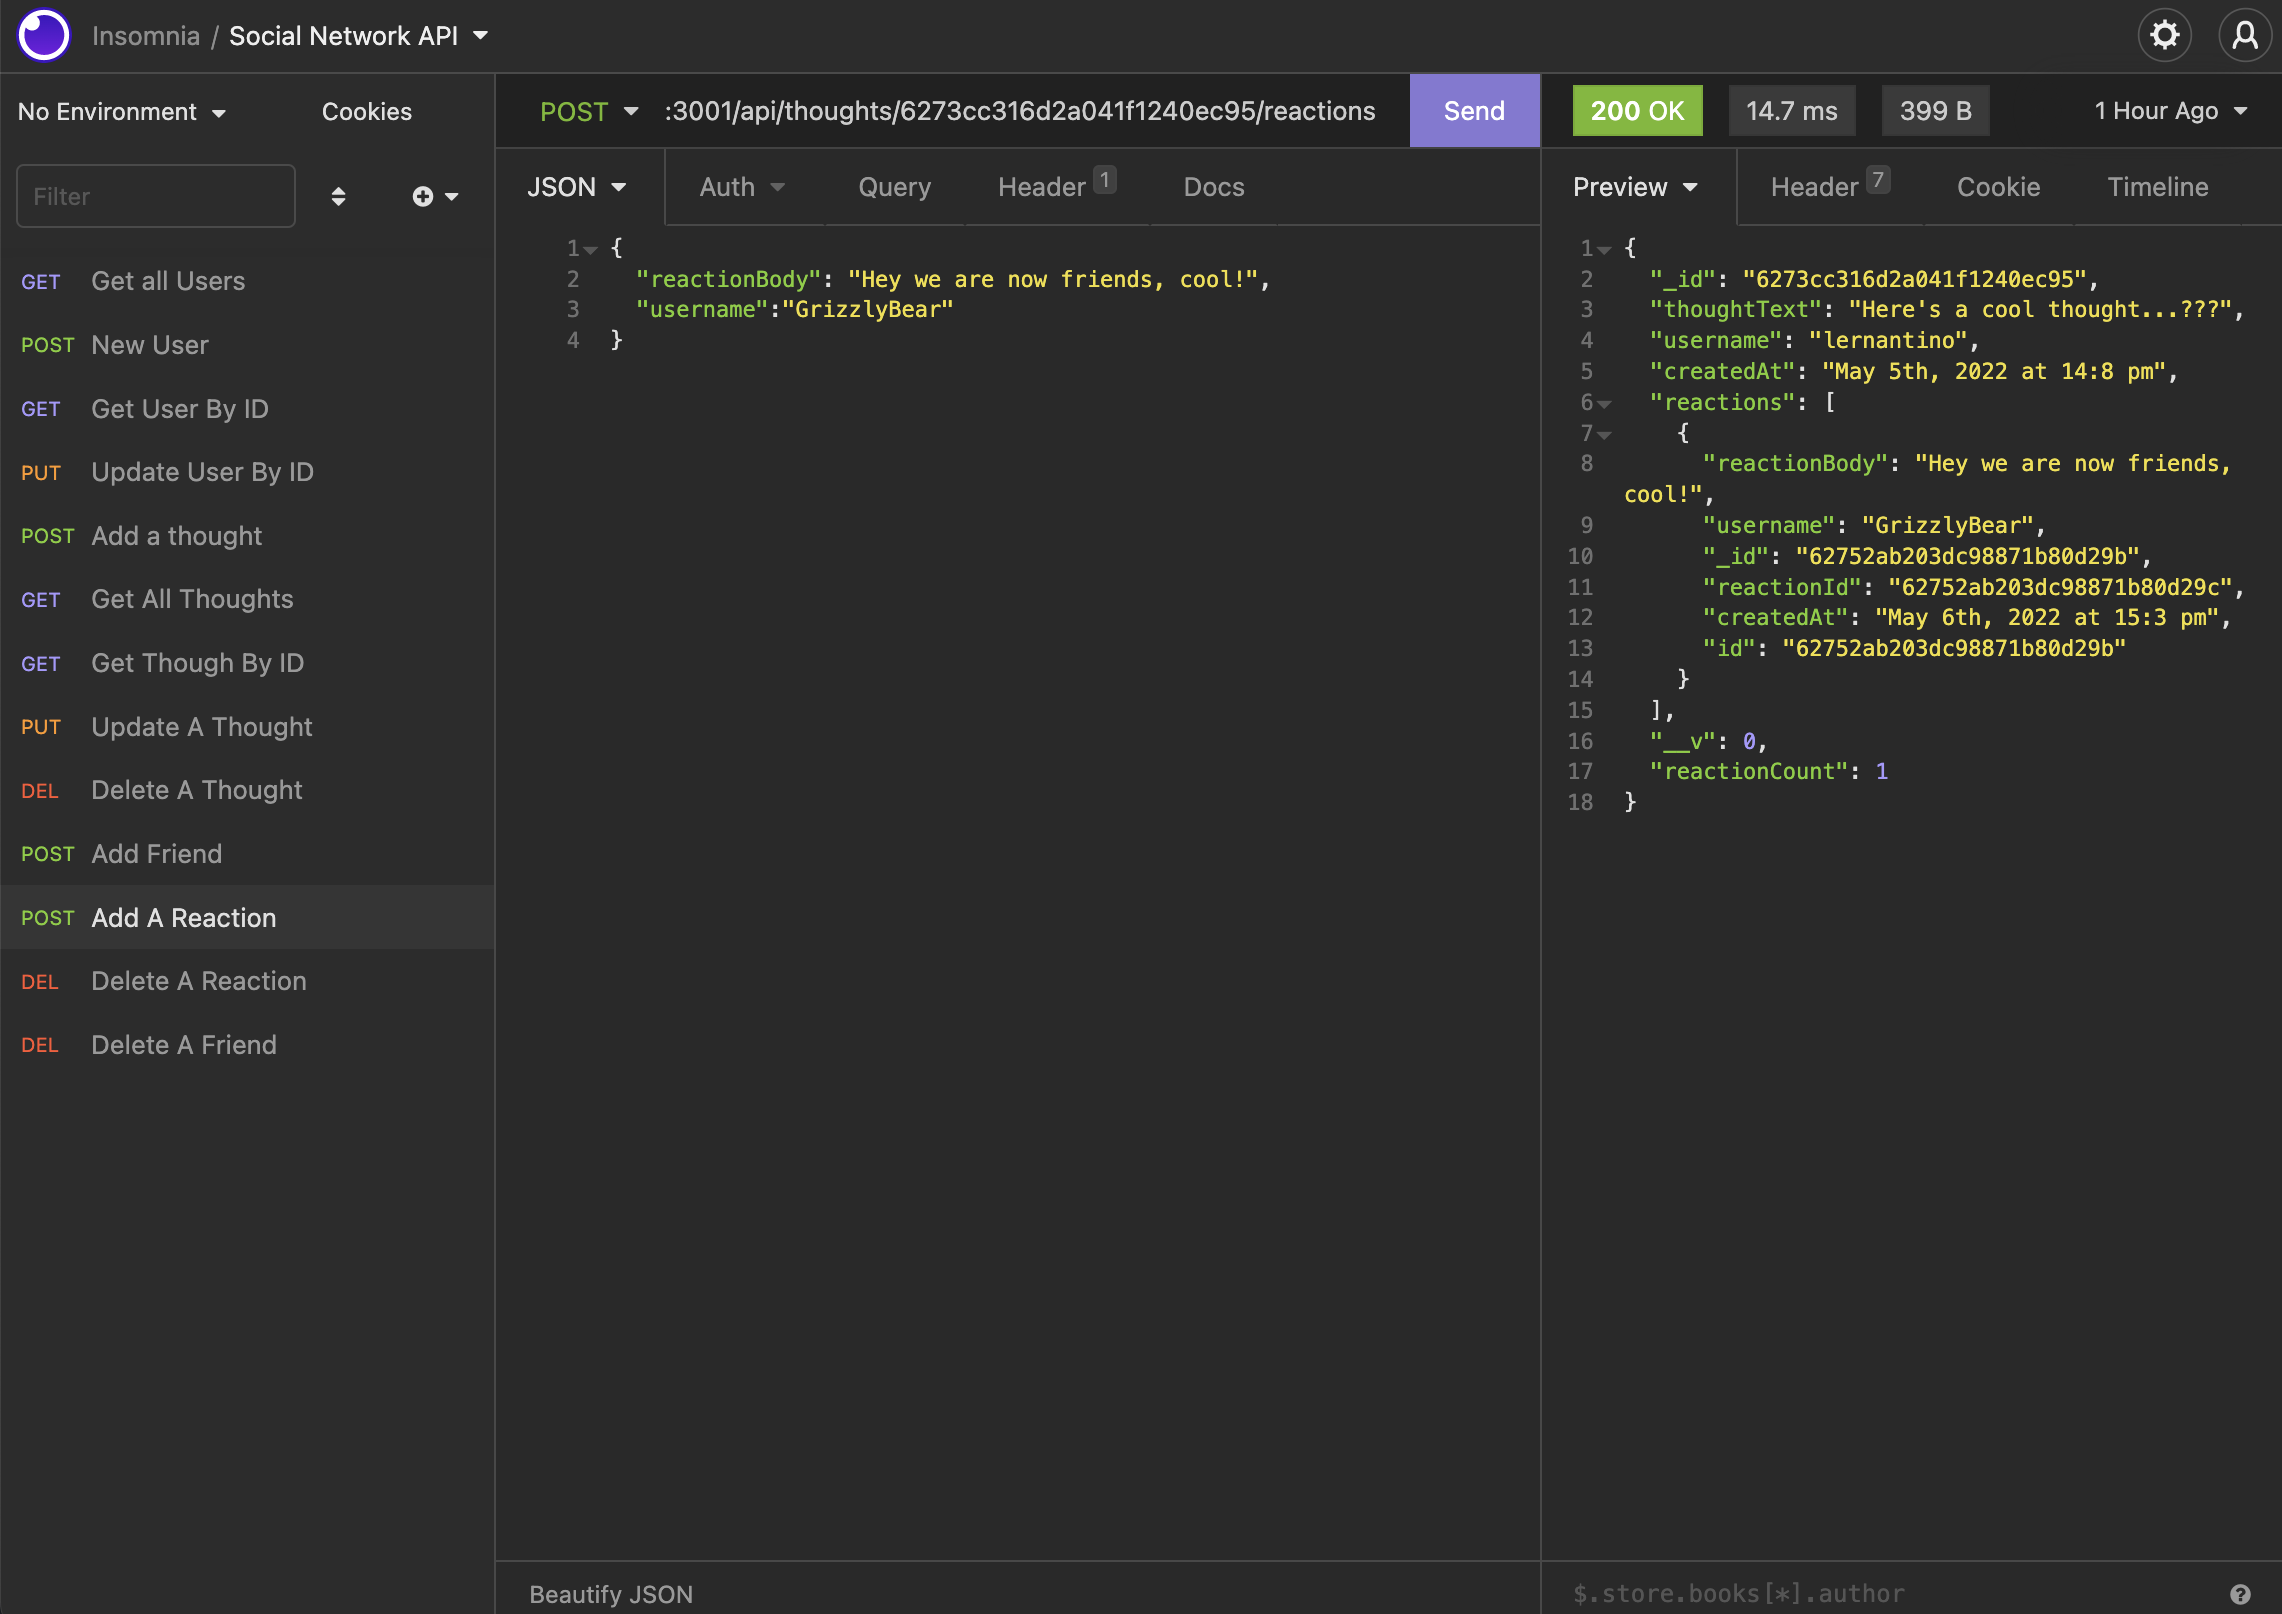 Insomnia / Social Network API
No Environment
Cookies
Filter
GET Get all Users
POST New User
GET Get User By ID
PUT Update User By ID
POST Add a thought
GET Get All Thoughts
GET Get Though By ID
PUT Update A Thought
DEL Delete A Thought
POST Add Friend
POST Add A Reaction
DEL Delete A Reaction
DEL Delete A Friend
POST :3001/api/thoughts/6273cc316d2a041f1240ec95/reactions Send
JSON Auth Query Header 1 Docs
1 {
2 "reactionBody": "Hey we are now friends, cool!",
3 "username":"GrizzlyBear"
4 }
Beautify JSON
200 OK 14.7 ms 399 B 1 Hour Ago
Preview Header 7 Cookie Timeline
1 {
2 "_id": "6273cc316d2a041f1240ec95",
3 "thoughtText": "Here's a cool thought...???",
4 "username": "lernantino",
5 "createdAt": "May 5th, 2022 at 14:8 pm",
6 "reactions": [
7 {
8 "reactionBody": "Hey we are now friends,
cool!",
9 "username": "GrizzlyBear",
10 "_id": "62752ab203dc98871b80d29b",
11 "reactionId": "62752ab203dc98871b80d29c",
12 "createdAt": "May 6th, 2022 at 15:3 pm",
13 "id": "62752ab203dc98871b80d29b"
14 }
15 ],
16 "__v": 0,
17 "reactionCount": 1
18 }
$.store.books[*].author
?